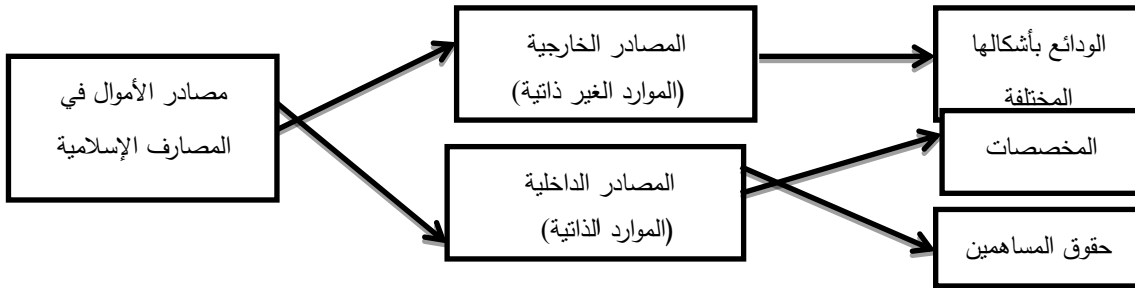 مصادر الأموال في
المصارف الإسلامية
المصادر الخارجية
(الموارد الغير ذاتية)
الودائع بأشكالها
المختلفة
المصادر الداخلية
(الموارد الذاتية)
المخصصات
حقوق المساهمين